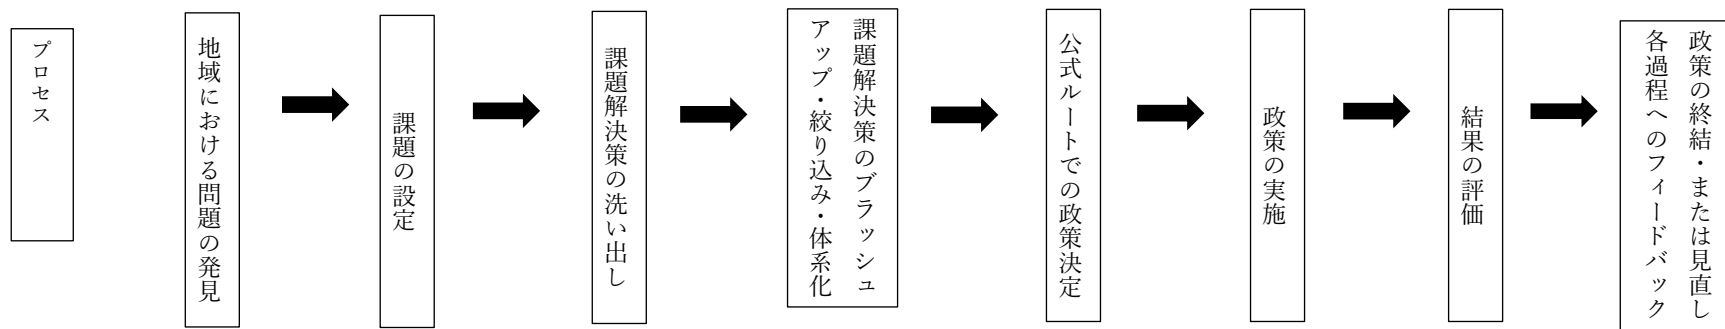 プロセス
地域における問題の発見
課題の設定
課題解決策の洗い出し
課題解決策のブラッシュ
アップ・絞り込み・体系化
公式ルートでの政策決定
政策の実施
結果の評価
政策の終結・または見直し
各過程へのフィードバック